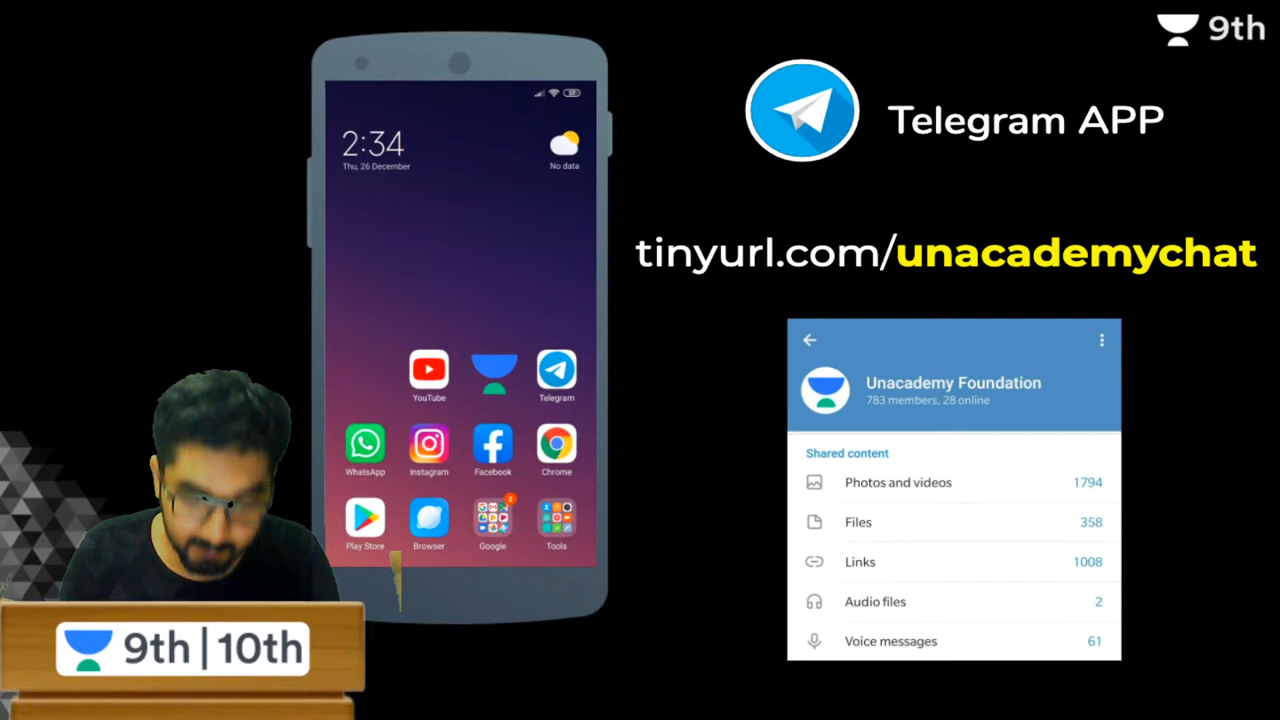 9th
2:34
Thu, 26 December
No data
YouTube
Telegram
WhatsApp
Instagram
Facebook
Chrome
Play Store
Browser
Google
Tools
Telegram APP
tinyurl.com/unacademychat
Unacademy Foundation
783 members, 28 online
Shared content
Photos and videos 1794
Files 358
Links 1008
Audio files 2
Voice messages 61
9th | 10th